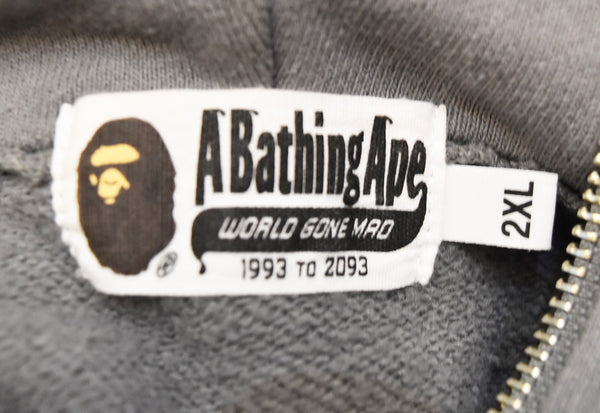 A Bathing Ape
WORLD GONE MAD
1993 TO 2093
®
2XL